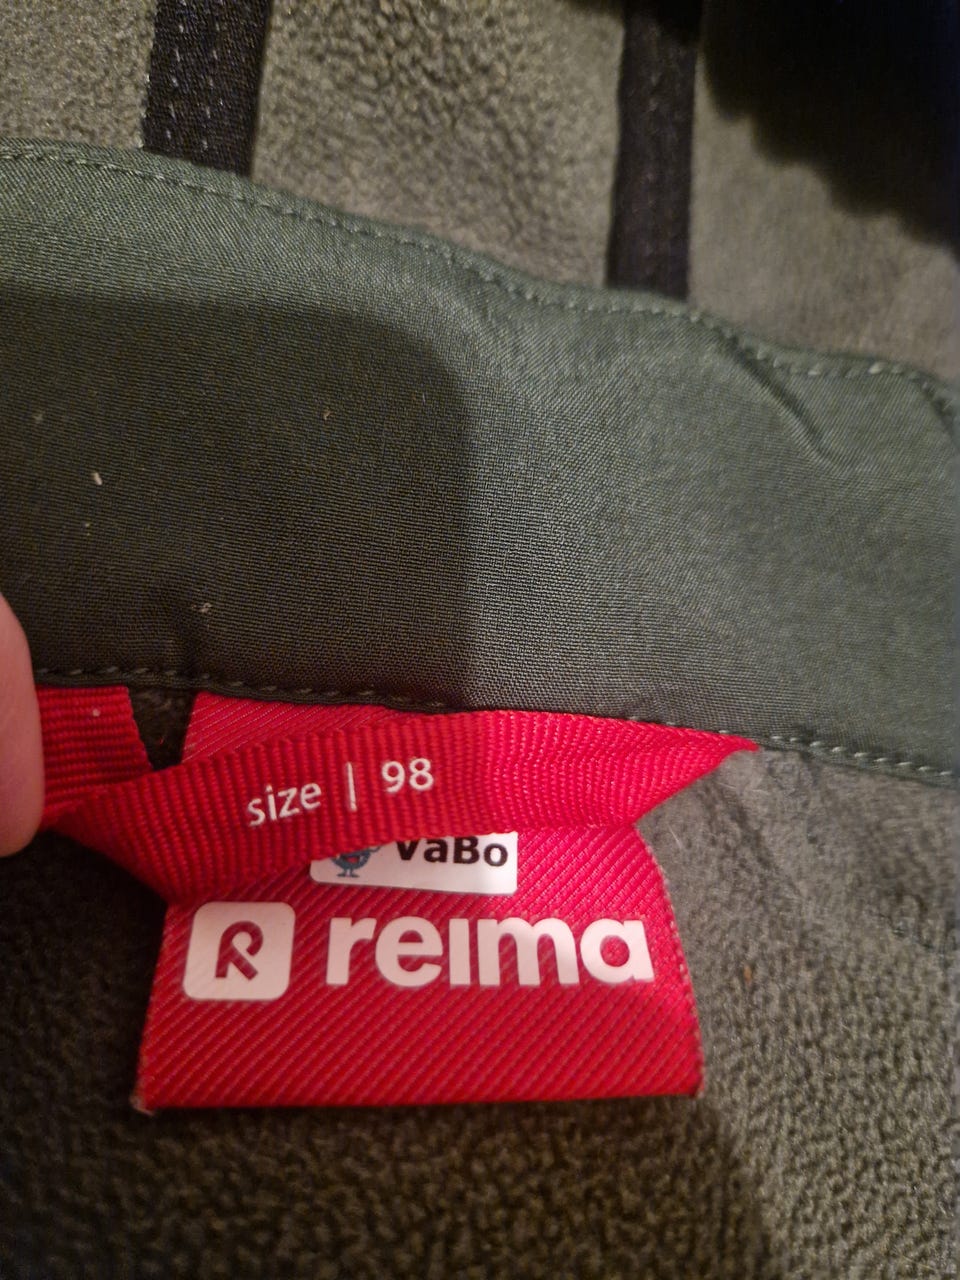 size | 98
VaBo
reima